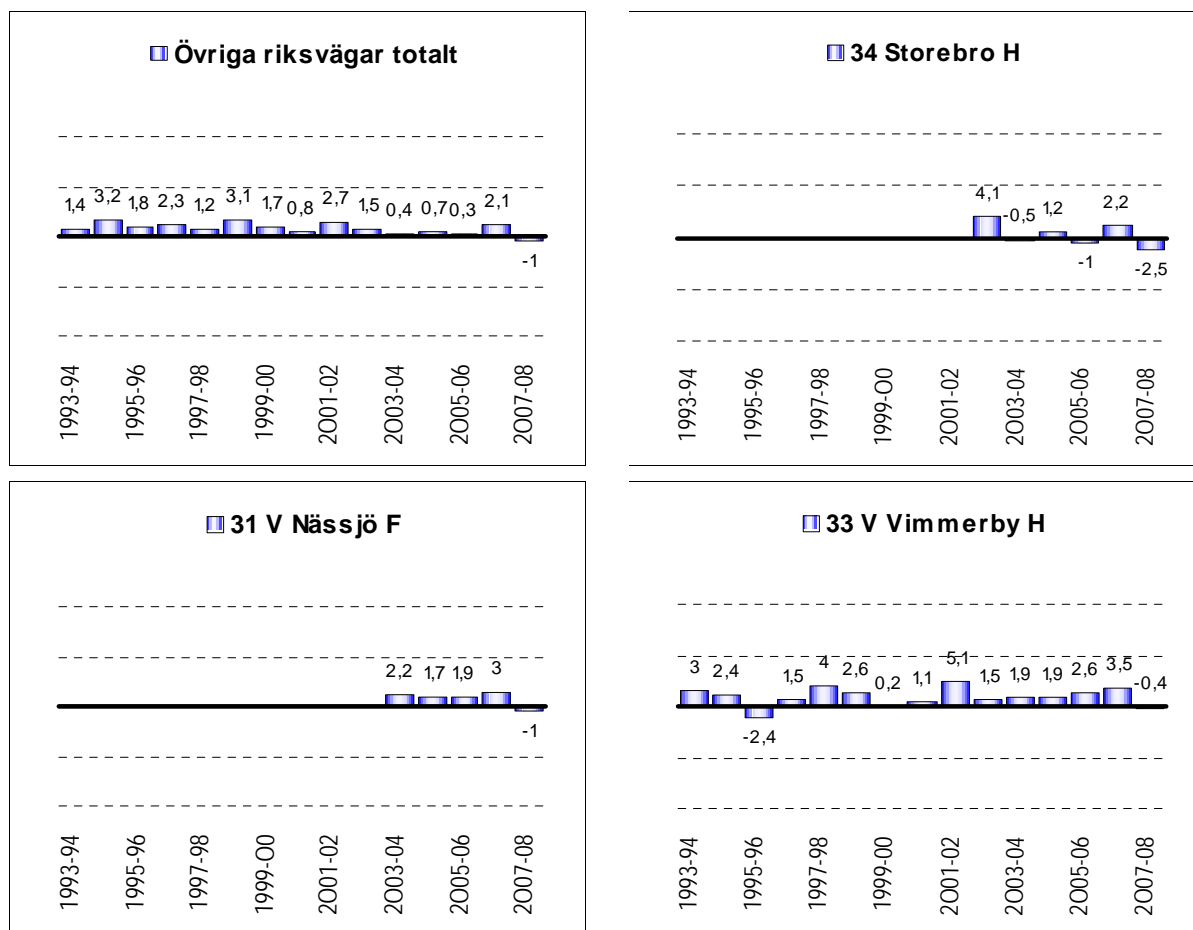 Övriga riksvägar totalt
1,4 3,2 1,8 2,3 1,2 3,1 1,7 0,8 2,7 1,5 0,4 0,7 0,3 2,1 -1
1993-94 1995-96 1997-98 1999-00 2001-02 2003-04 2005-06 2007-08
34 Storebro H
4,1 -0,5 1,2 -1 2,2 -2,5
1993-94 1995-96 1997-98 1999-00 2001-02 2003-04 2005-06 2007-08
31 V Nässjö F
2,2 1,7 1,9 3 -1
1993-94 1995-96 1997-98 1999-00 2001-02 2003-04 2005-06 2007-08
33 V Vimmerby H
3 2,4 -2,4 1,5 4 2,6 0,2 1,1 5,1 1,5 1,9 1,9 2,6 3,5 -0,4
1993-94 1995-96 1997-98 1999-00 2001-02 2003-04 2005-06 2007-08